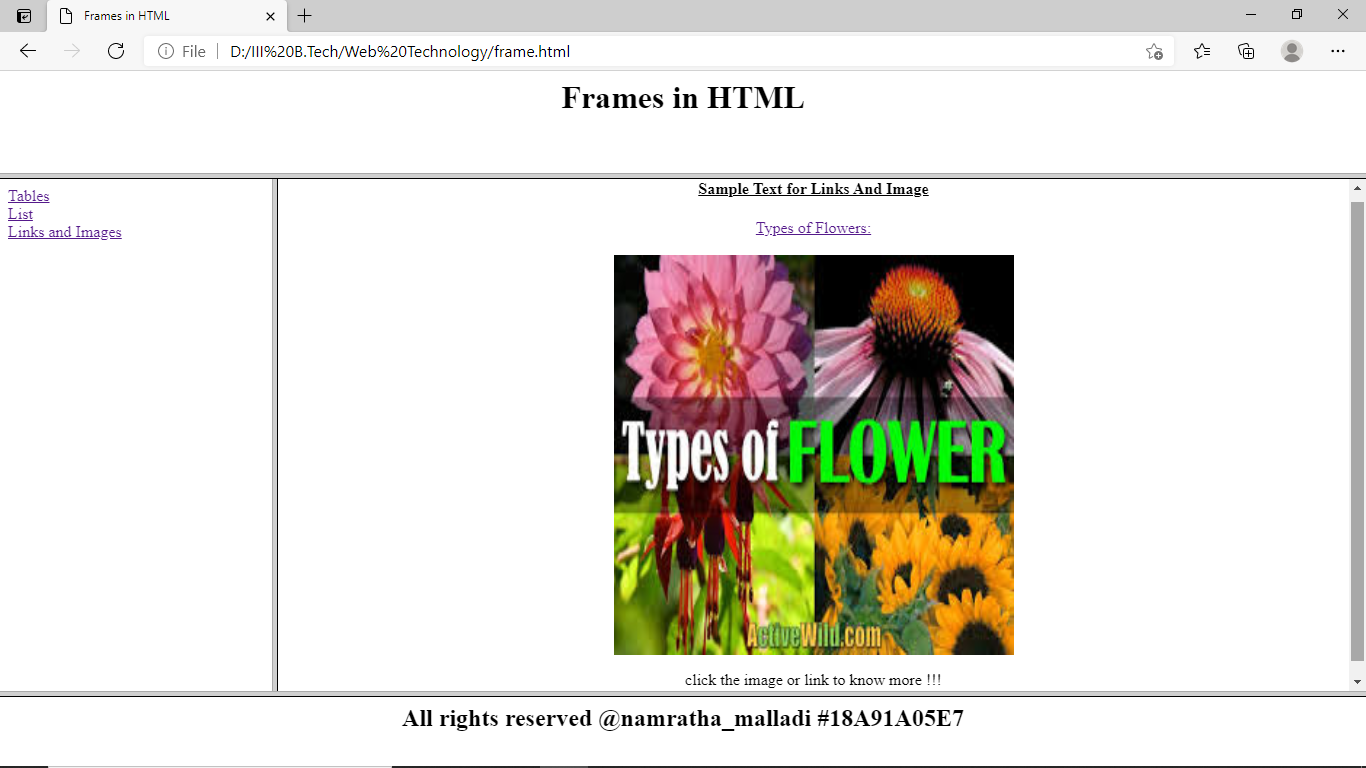 Frames in HTML
File D:/III%20B.Tech/Web%20Technology/frame.html
Frames in HTML
Tables
List
Links and Images
Sample Text for Links And Image
Types of Flowers:
Types of FLOWER
ActiveWild.com
click the image or link to know more !!!
All rights reserved @namratha_malladi #18A91A05E7